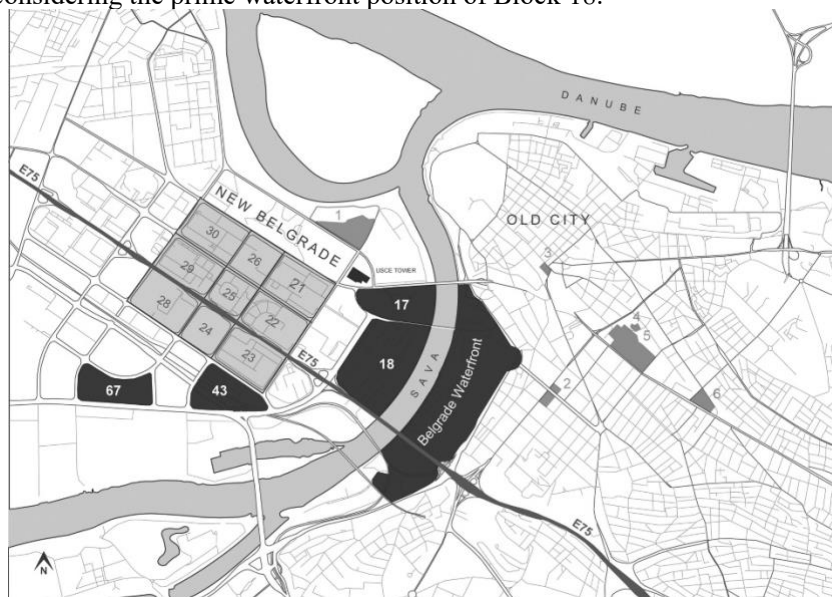 considering the prime waterfront position of Block 18.
DANUBE
E75
NEW BELGRADE
1
OLD CITY
30
26
21
USCE TOWER
3
29
25
28
22
17
24
4
5
23
E75
18
SAVA
Belgrade Waterfront
67
43
2
6
E75
N